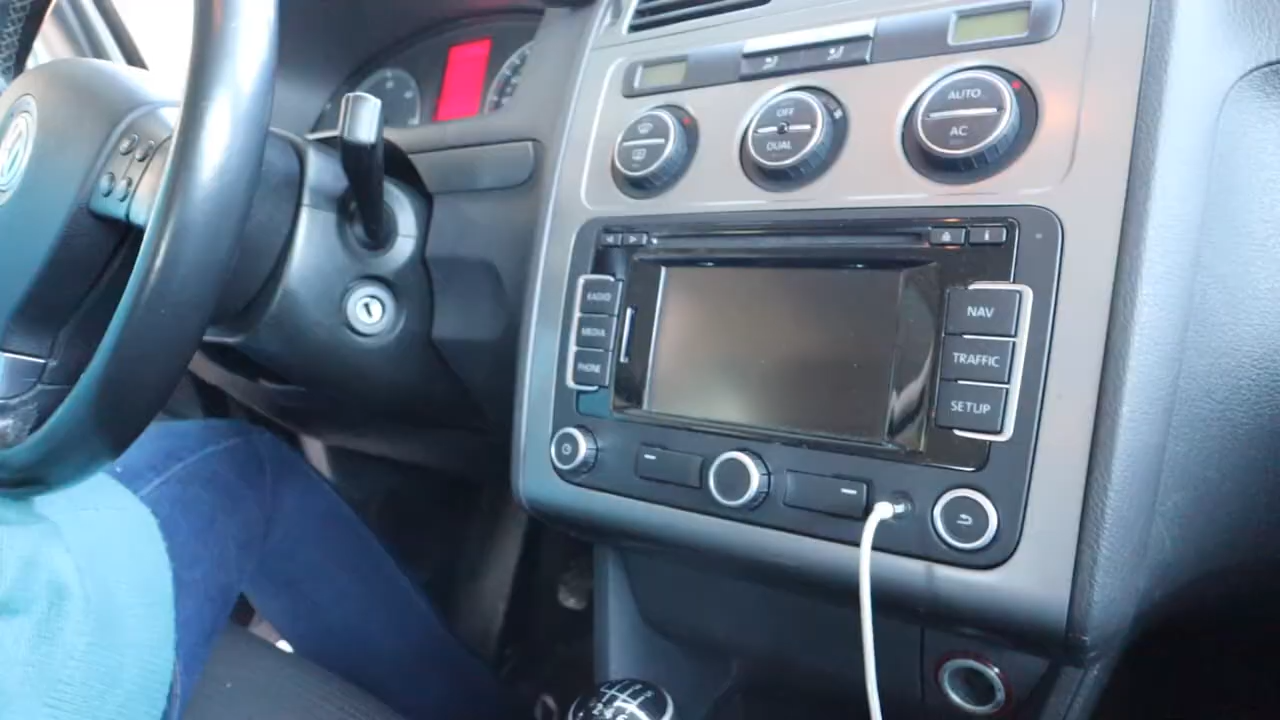 OFF
DUAL
AUTO
AC
RADIO
MEDIA
PHONE
NAV
TRAFFIC
SETUP